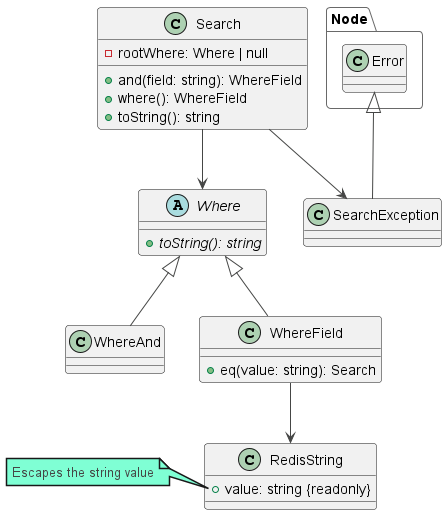 C Search
rootWhere: Where | null
and(field: string): WhereField
where(): WhereField
toString(): string
Node
C Error
A Where
toString(): string
C SearchException
C WhereAnd
C WhereField
eq(value: string): Search
C RedisString
value: string {readonly}
Escapes the string value